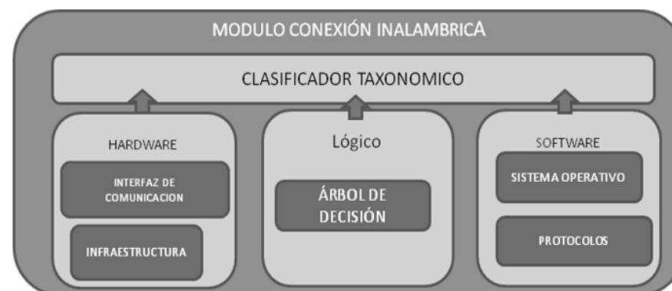 MODULO CONEXIÓN INALAMBRICA
CLASIFICADOR TAXONOMICO
HARDWARE
INTERFAZ DE
COMUNICACION
INFRAESTRUCTURA
Lógico
ÁRBOL DE
DECISIÓN
SOFTWARE
SISTEMA OPERATIVO
PROTOCOLOS